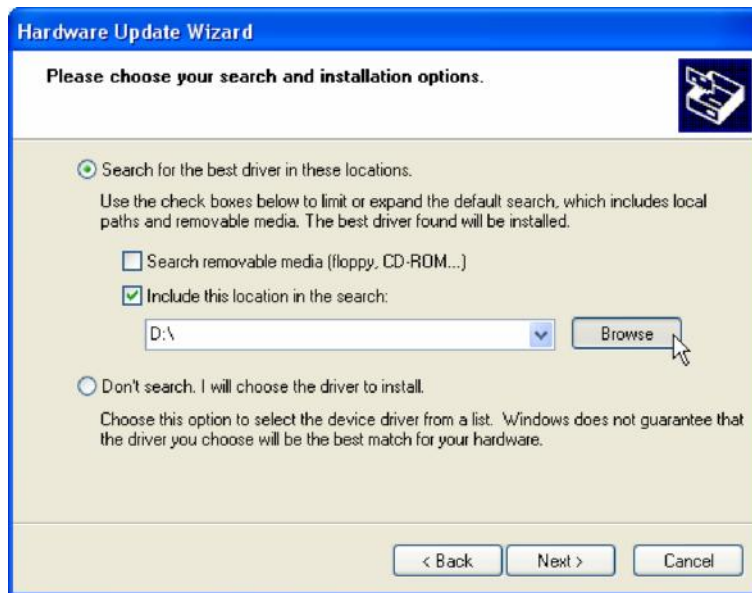 Hardware Update Wizard
Please choose your search and installation options.
Search for the best driver in these locations.
Use the check boxes below to limit or expand the default search, which includes local
paths and removable media. The best driver found will be installed.
Search removable media (floppy, CD-ROM...)
Include this location in the search:
D:\
Browse
Don't search. I will choose the driver to install.
Choose this option to select the device driver from a list. Windows does not guarantee that
the driver you choose will be the best match for your hardware.
< Back
Next >
Cancel